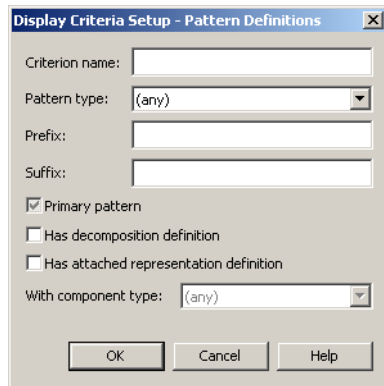 Display Criteria Setup - Pattern Definitions
Criterion name:
Pattern type: (any)
Prefix:
Suffix:
Primary pattern
Has decomposition definition
Has attached representation definition
With component type: (any)
OK Cancel Help